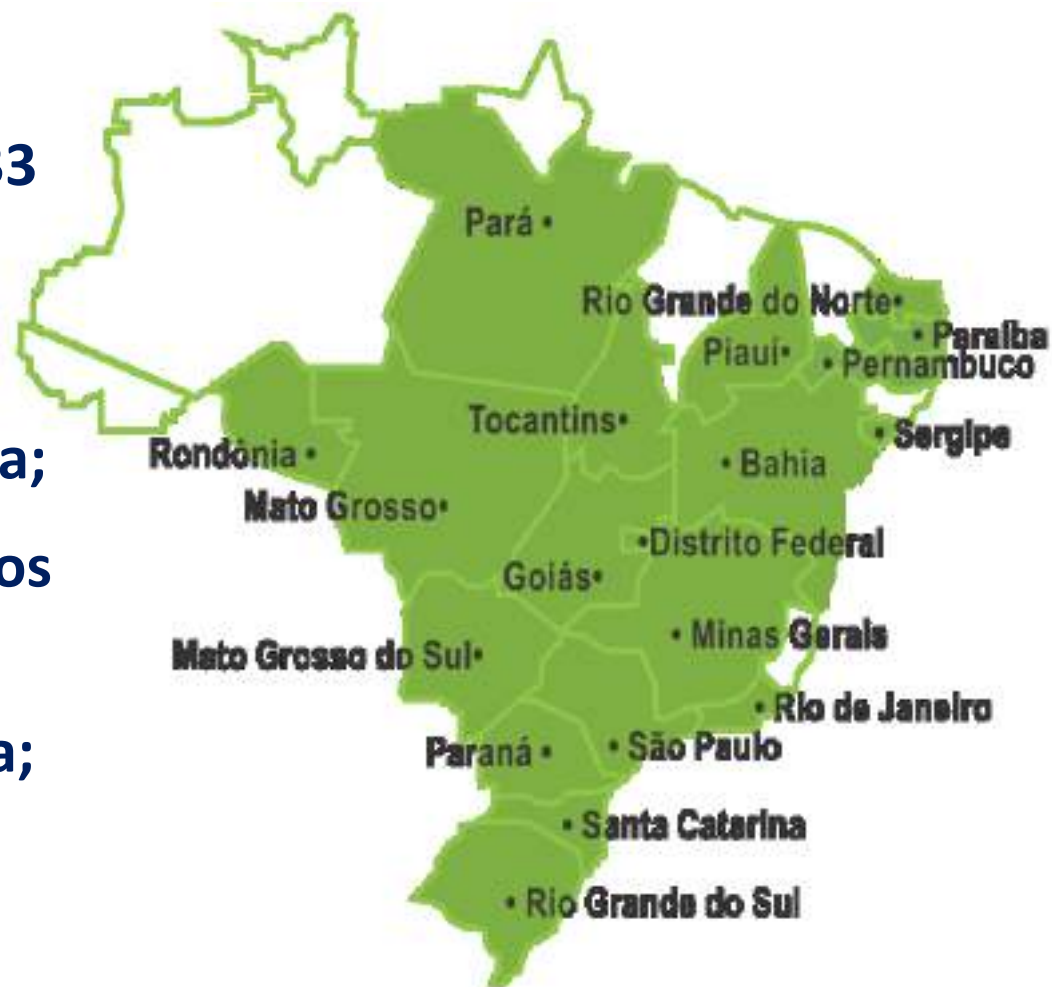 33
Pará
Rio Grande do Norte
Paraíba
Piauí
Pernambuco
Tocantins
Sergipe
Rondônia
a;
Bahia
Mato Grosso
Distrito Federal
os
Goiás
Minas Gerais
Mato Grosso do Sul
Rio de Janeiro
Paraná
São Paulo
a;
Santa Catarina
Rio Grande do Sul